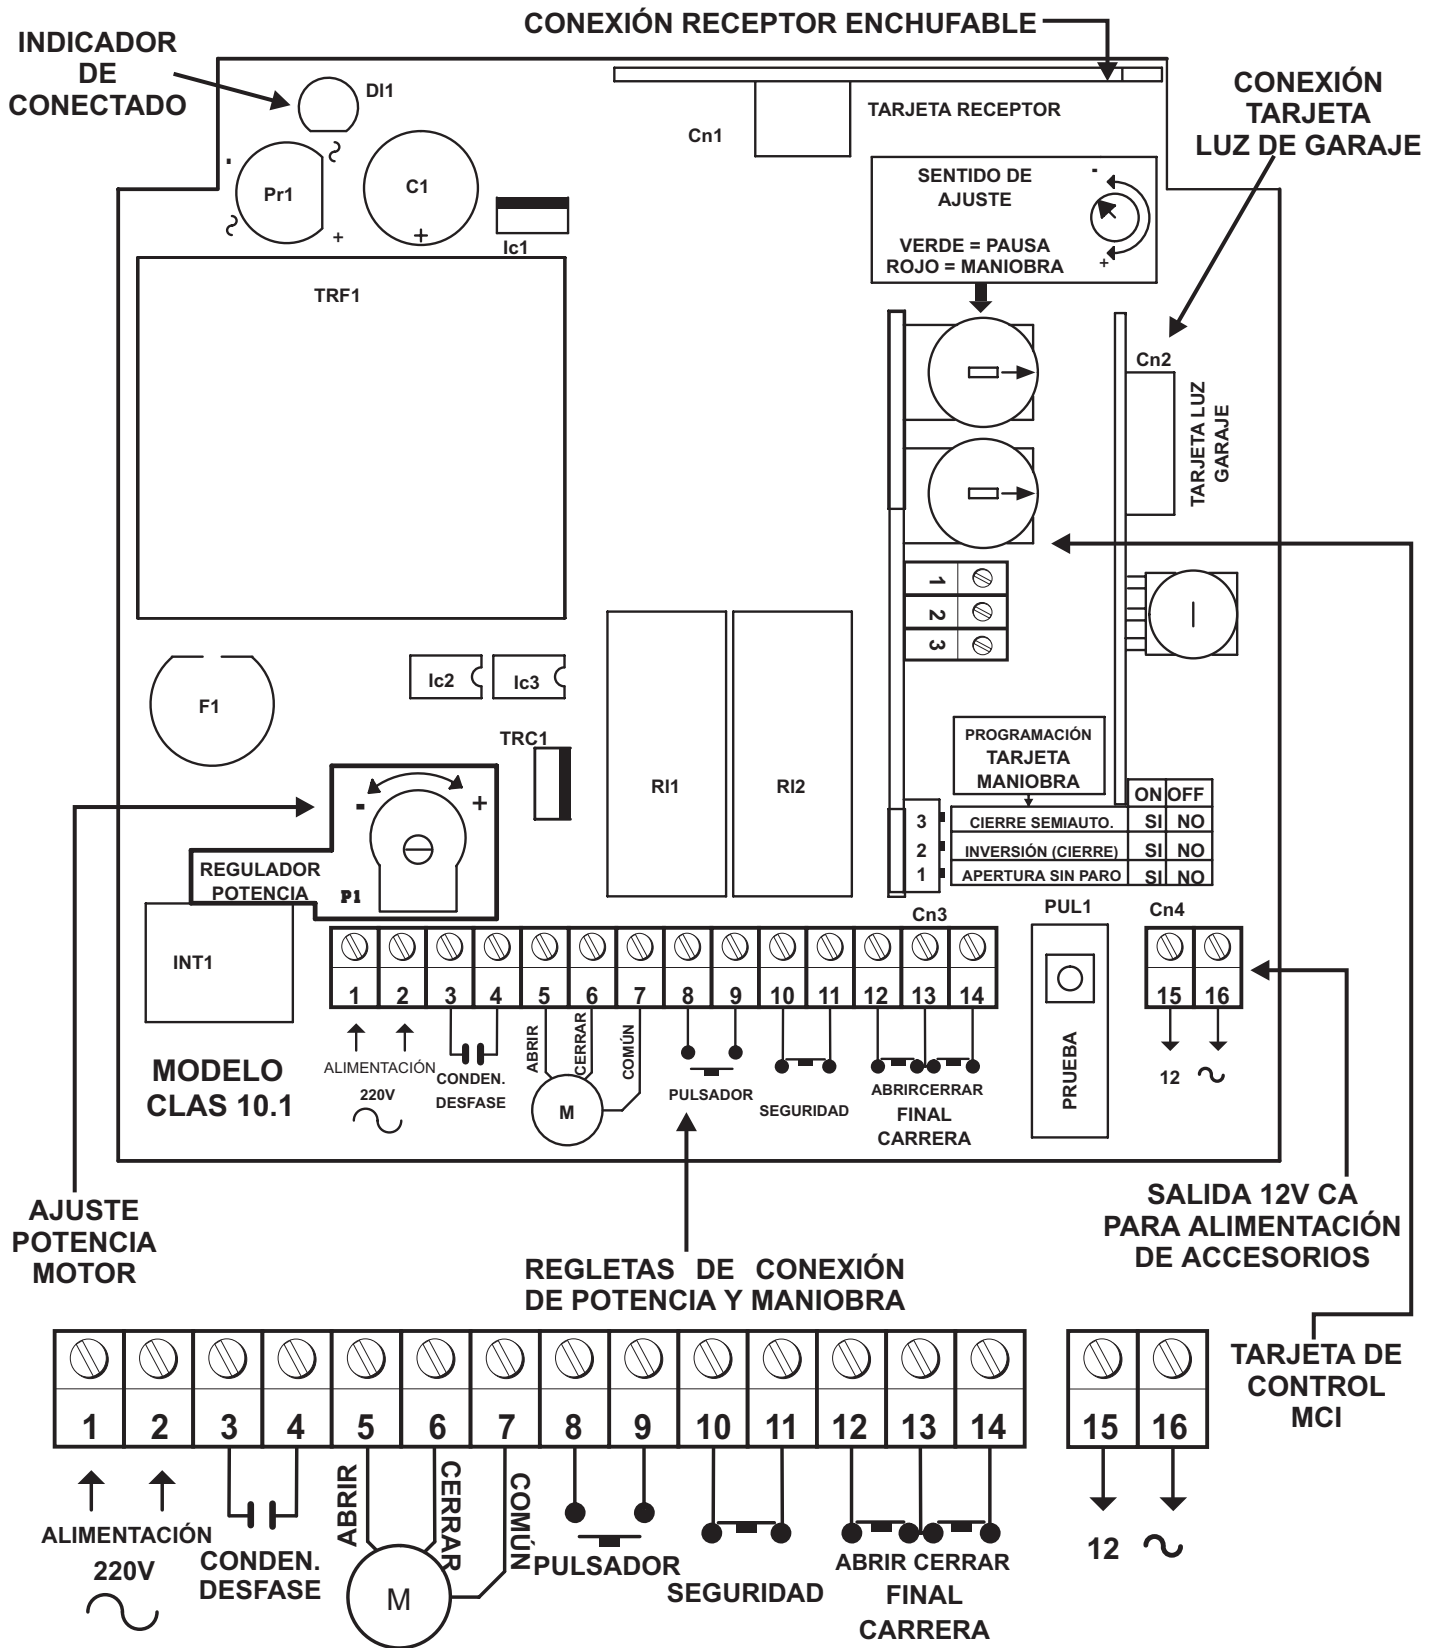 CONEXIÓN RECEPTOR ENCHUFABLE
INDICADOR
DE
CONECTADO
DI1
TARJETA RECEPTOR
Cn1
CONEXIÓN
TARJETA
LUZ DE GARAJE
-
~
Pr1
~
+
C1
+
Ic1
SENTIDO DE
AJUSTE
-
+
VERDE = PAUSA
ROJO = MANIOBRA
TRF1
Cn2
TARJETA LUZ
GARAJE
1
2
3
F1
Ic2
Ic3
TRC1
RI1
RI2
PROGRAMACIÓN
TARJETA
MANIOBRA
ON OFF
3 CIERRE SEMIAUTO. SI NO
2 INVERSIÓN (CIERRE) SI NO
1 APERTURA SIN PARO SI NO
- +
REGULADOR
POTENCIA
P1
INT1
Cn3
PUL1
Cn4
1 2 3 4 5 6 7 8 9 10 11 12 13 14
15 16
ALIMENTACIÓN
220V
CONDEN.
DESFASE
ABRIR
CERRAR
COMÚN
M
PULSADOR
SEGURIDAD
ABRIRCERRAR
FINAL
CARRERA
PRUEBA
12 ~
MODELO
CLAS 10.1
AJUSTE
POTENCIA
MOTOR
REGLETAS DE CONEXIÓN
DE POTENCIA Y MANIOBRA
SALIDA 12V CA
PARA ALIMENTACIÓN
DE ACCESORIOS
TARJETA DE
CONTROL
MCI
1 2 3 4 5 6 7 8 9 10 11 12 13 14
15 16
ALIMENTACIÓN
220V
CONDEN.
DESFASE
ABRIR
CERRAR
COMÚN
M
PULSADOR
SEGURIDAD
ABRIR CERRAR
FINAL
CARRERA
12 ~